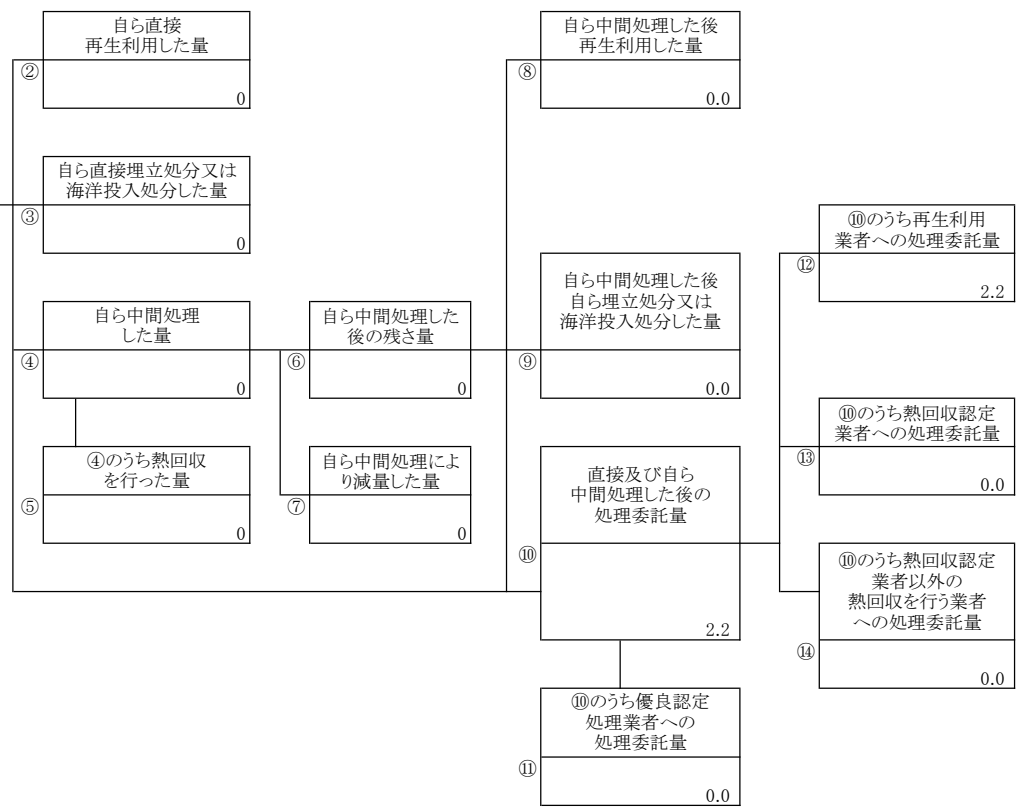 自ら直接
再生利用した量
②
0
自ら直接埋立処分又は
海洋投入処分した量
③
0
自ら中間処理
した量
④
0
④のうち熱回収
を行った量
⑤
0
自ら中間処理した
後の残さ量
⑥
0
自ら中間処理によ
り減量した量
⑦
0
自ら中間処理した後
再生利用した量
⑧
0.0
自ら中間処理した後
自ら埋立処分又は
海洋投入処分した量
⑨
0.0
直接及び自ら
中間処理した後の
処理委託量
⑩
2.2
⑩のうち優良認定
処理業者への
処理委託量
⑪
0.0
⑩のうち再生利用
業者への処理委託量
⑫
2.2
⑩のうち熱回収認定
業者への処理委託量
⑬
0.0
⑩のうち熱回収認定
業者以外の
熱回収を行う業者
への処理委託量
⑭
0.0